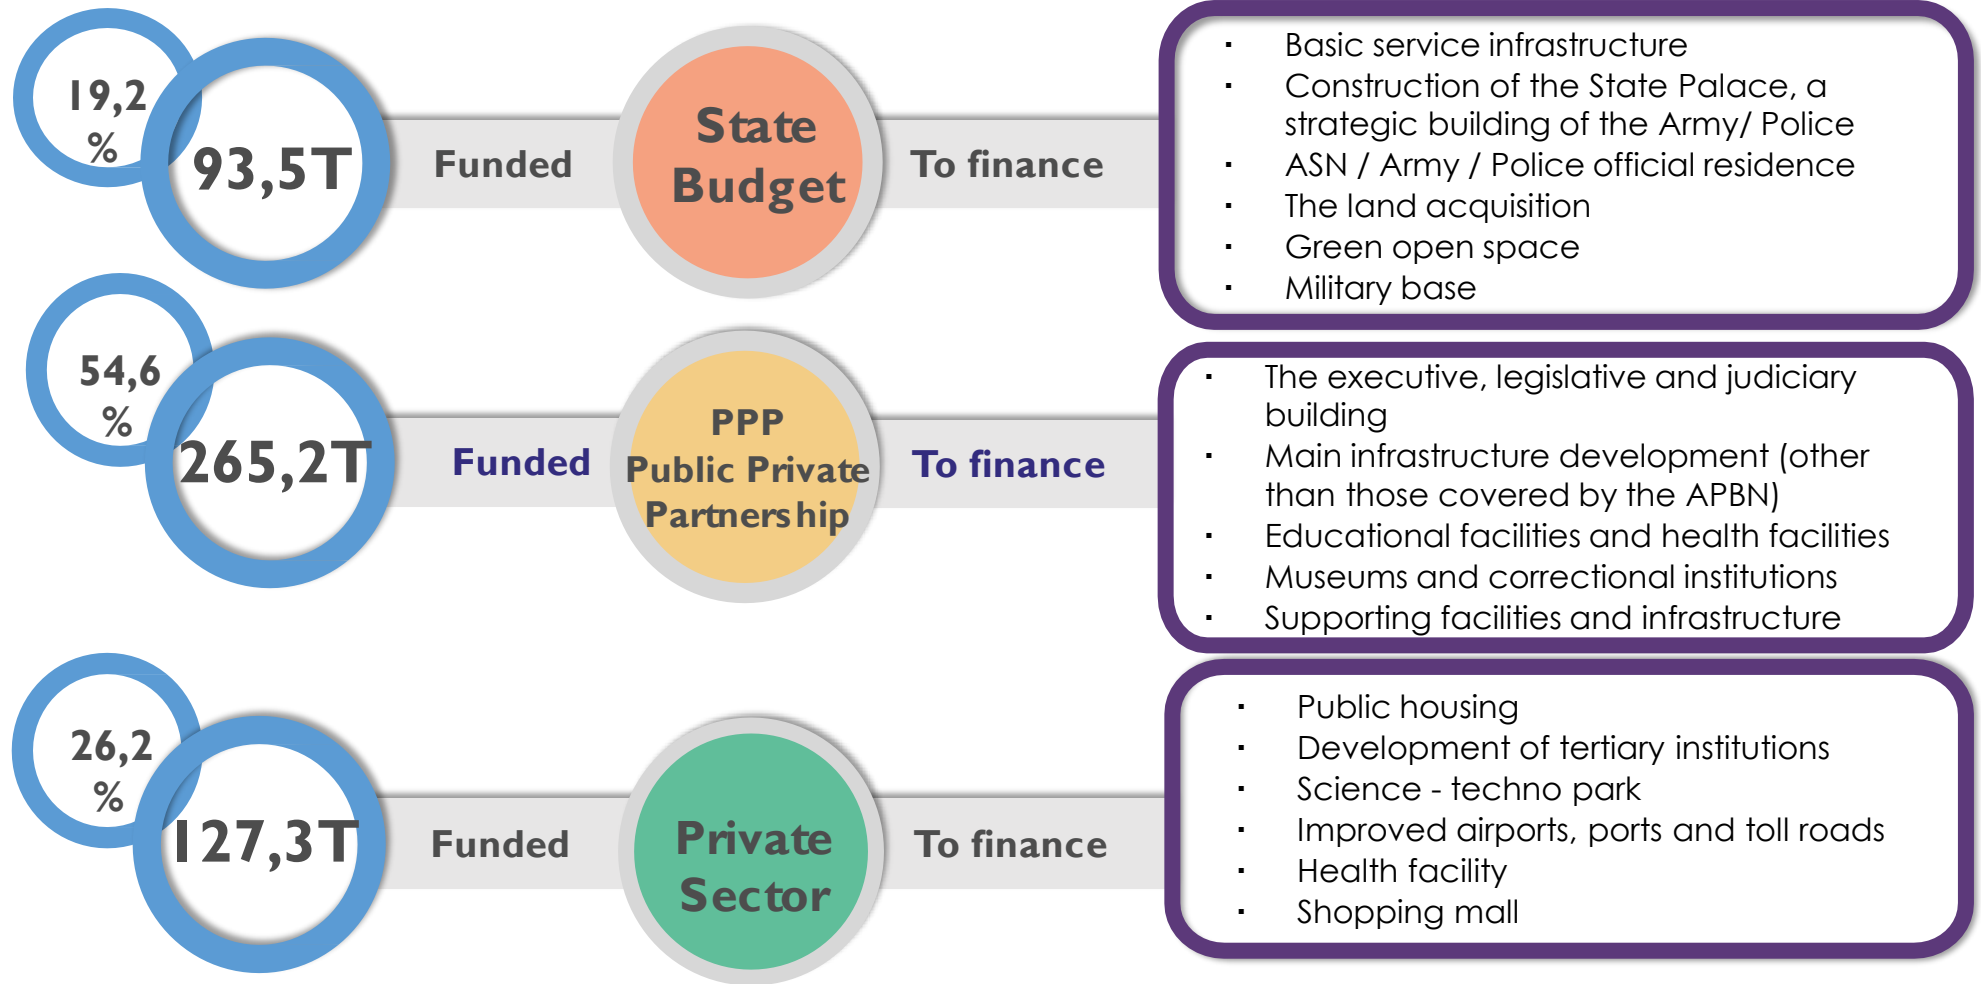 19,2
%
93,5T
Funded
State
Budget
To finance
▪ Basic service infrastructure
▪ Construction of the State Palace, a
strategic building of the Army/ Police
▪ ASN / Army / Police official residence
▪ The land acquisition
▪ Green open space
▪ Military base
54,6
%
265,2T
Funded
PPP
Public Private
Partnership
To finance
▪ The executive, legislative and judiciary
building
▪ Main infrastructure development (other
than those covered by the APBN)
▪ Educational facilities and health facilities
▪ Museums and correctional institutions
▪ Supporting facilities and infrastructure
26,2
%
127,3T
Funded
Private
Sector
To finance
▪ Public housing
▪ Development of tertiary institutions
▪ Science - techno park
▪ Improved airports, ports and toll roads
▪ Health facility
▪ Shopping mall